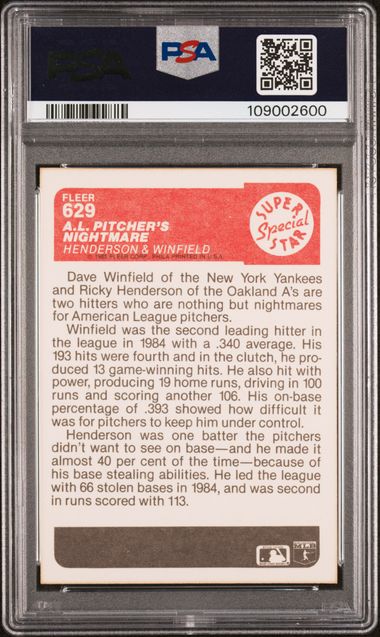 PSA
PSA
109002600
FLEER
629
A.L. PITCHER'S
NIGHTMARE
HENDERSON & WINFIELD
© 1985 FLEER CORP., PHILA PRINTED IN U.S.A.
SUPER
Special
STAR
Dave Winfield of the New York Yankees
and Ricky Henderson of the Oakland A's are
two hitters who are nothing but nightmares
for American League pitchers.
Winfield was the second leading hitter in
the league in 1984 with a .340 average. His
193 hits were fourth and in the clutch, he pro-
duced 13 game-winning hits. He also hit with
power, producing 19 home runs, driving in 100
runs and scoring another 106. His on-base
percentage of .393 showed how difficult it
was for pitchers to keep him under control.
Henderson was one batter the pitchers
didn't want to see on base—and he made it
almost 40 per cent of the time—because of
his base stealing abilities. He led the league
with 66 stolen bases in 1984, and was second
in runs scored with 113.
MLB